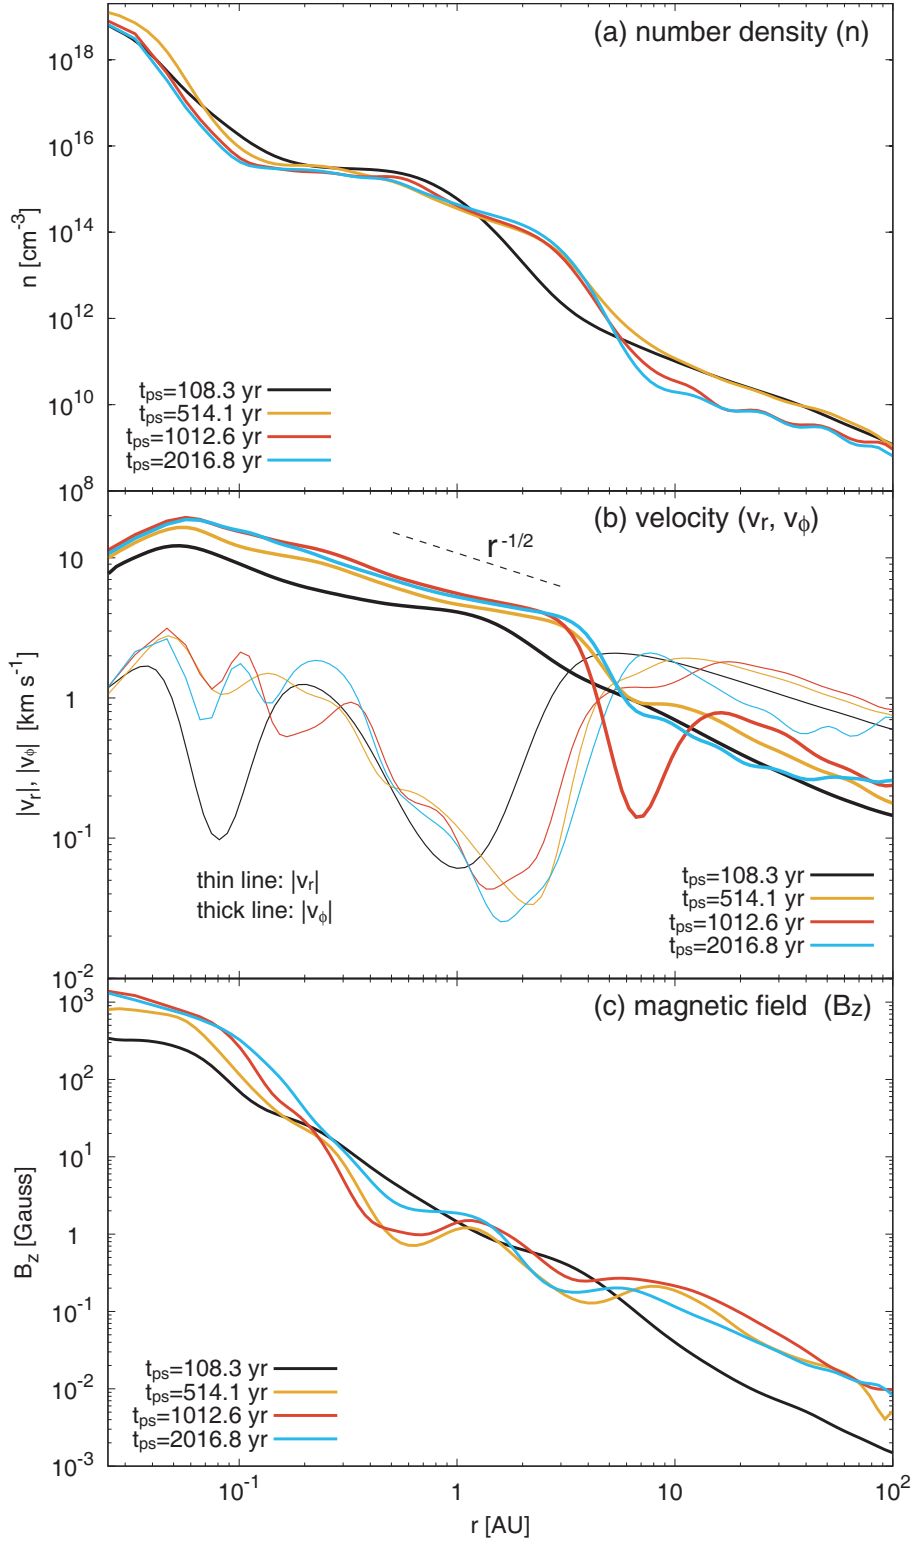 (a) number density (n)
10^18
10^16
10^14
10^12
10^10
10^8
n [cm^-3]
t_ps=108.3 yr
t_ps=514.1 yr
t_ps=1012.6 yr
t_ps=2016.8 yr
(b) velocity (v_r, v_ϕ)
r^-1/2
10
1
10^-1
10^-2
|v_r|, |v_ϕ| [km s^-1]
thin line: |v_r|
thick line: |v_ϕ|
t_ps=108.3 yr
t_ps=514.1 yr
t_ps=1012.6 yr
t_ps=2016.8 yr
(c) magnetic field (B_z)
10^3
10^2
10^1
1
10^-1
10^-2
10^-3
B_z [Gauss]
t_ps=108.3 yr
t_ps=514.1 yr
t_ps=1012.6 yr
t_ps=2016.8 yr
10^-1 1 10 10^2
r [AU]